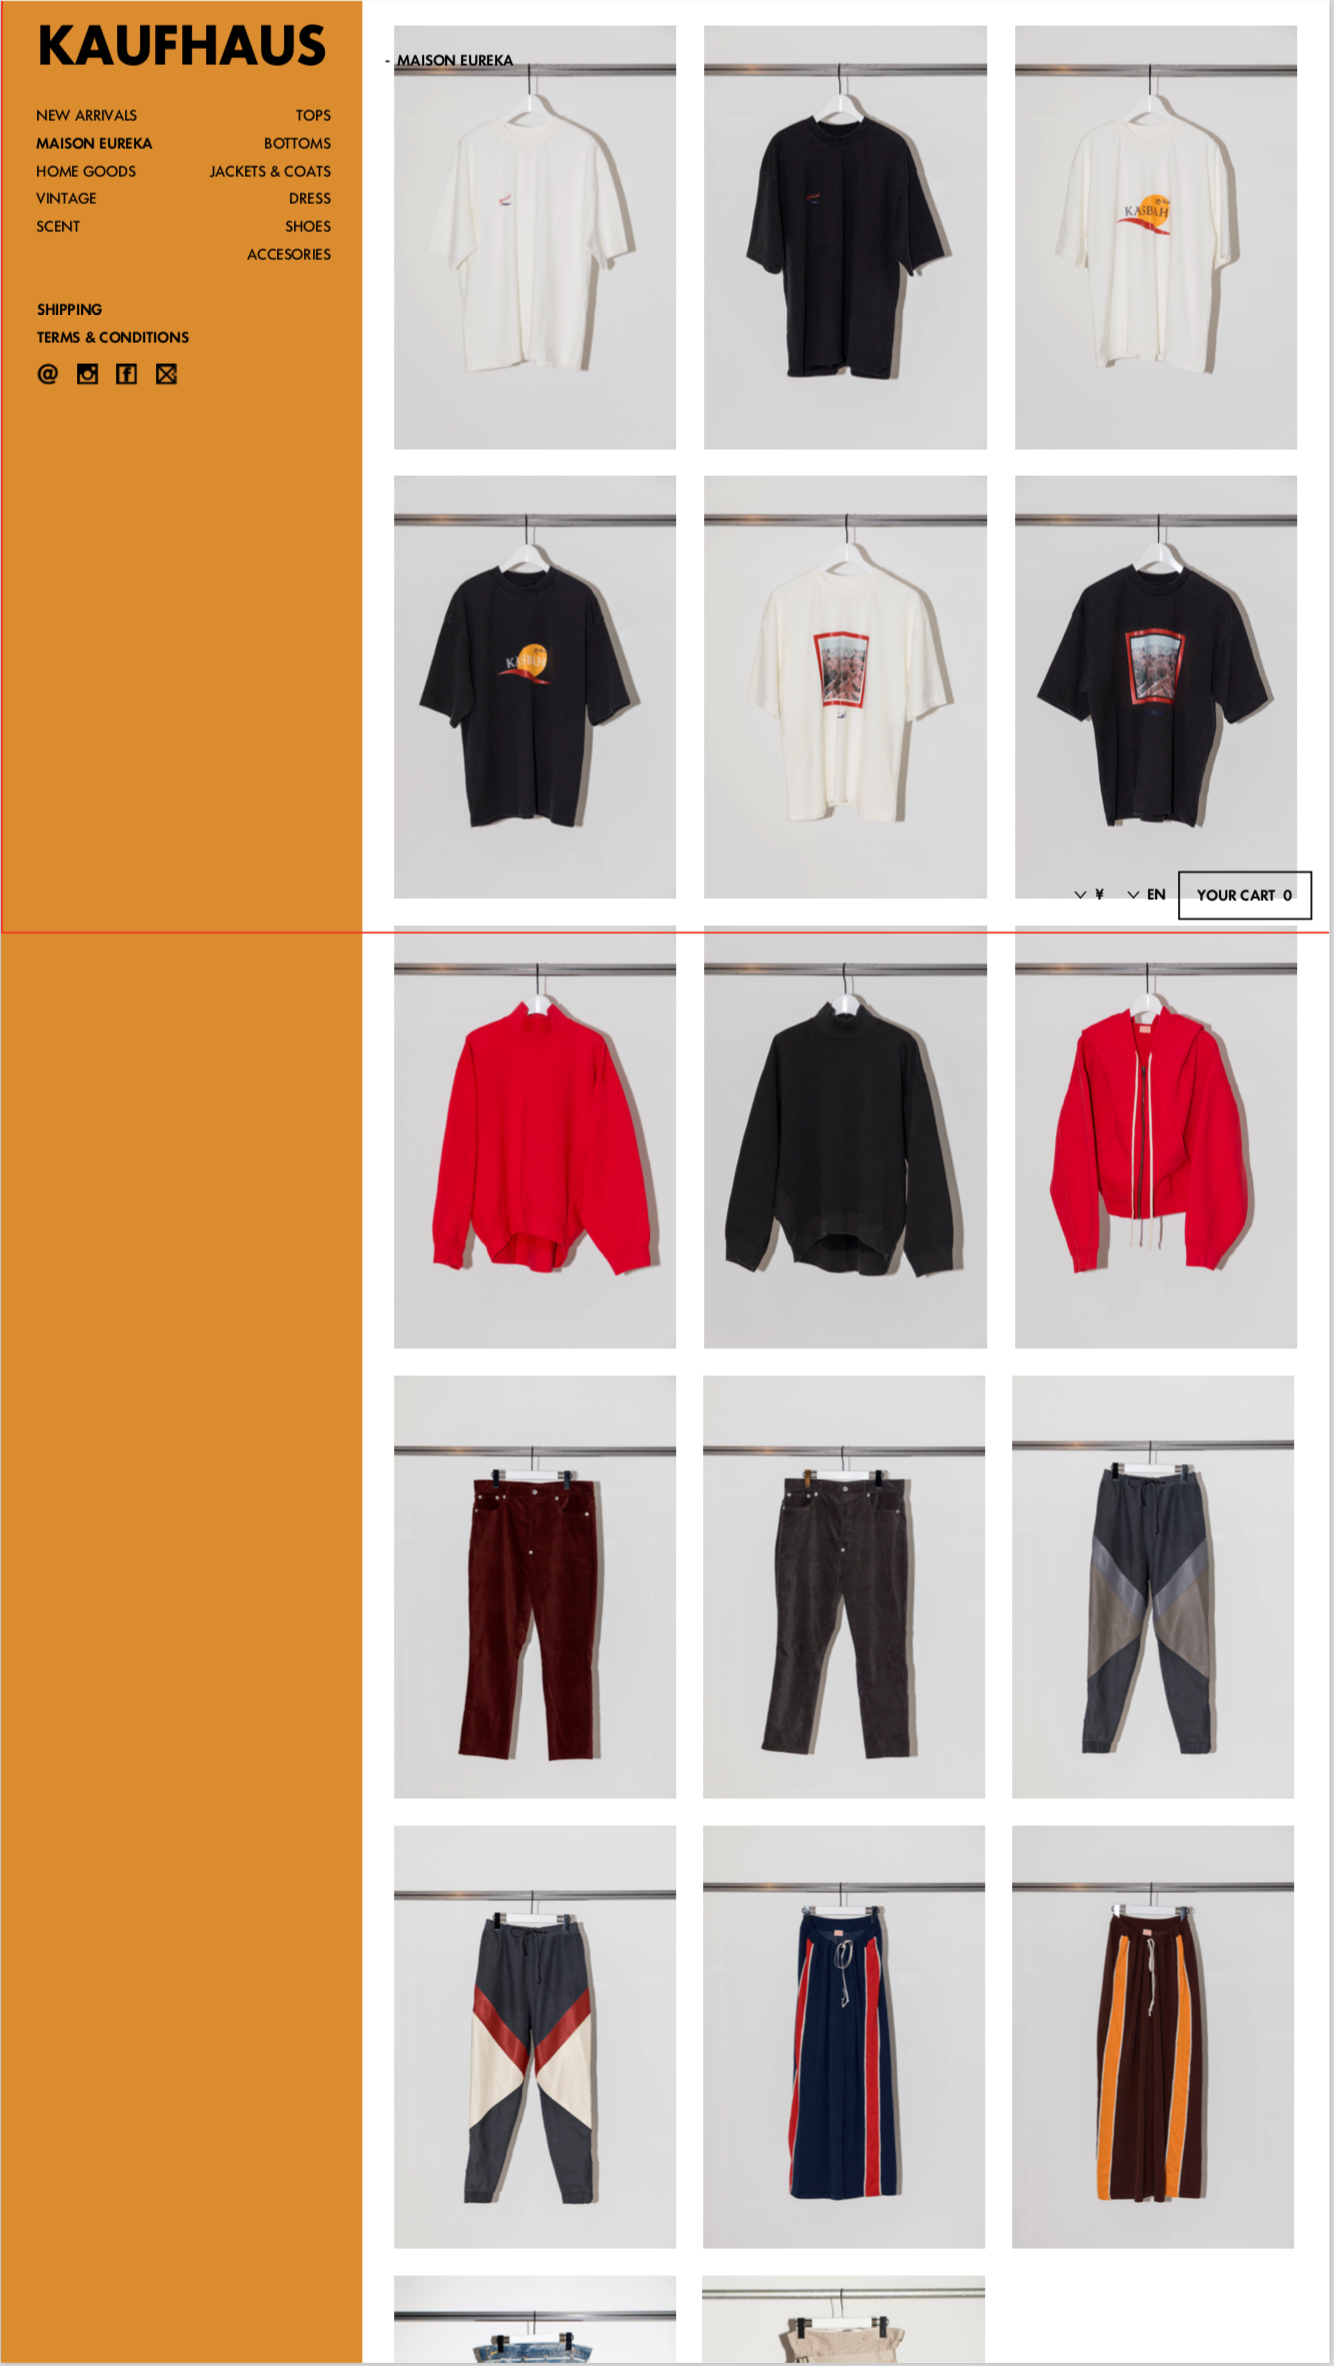 KAUFHAUS
NEW ARRIVALS
MAISON EUREKA
HOME GOODS
VINTAGE
SCENT
TOPS
BOTTOMS
JACKETS & COATS
DRESS
SHOES
ACCESORIES
SHIPPING
TERMS & CONDITIONS
@
- MAISON EUREKA
KASBAH
KASBAH
¥
EN
YOUR CART 0